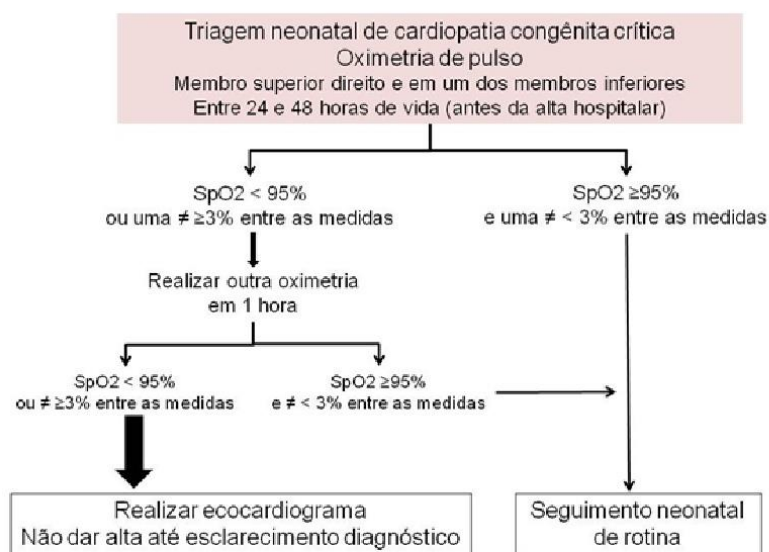 Triagem neonatal de cardiopatia congênita crítica
Oximetria de pulso
Membro superior direito e em um dos membros inferiores
Entre 24 e 48 horas de vida (antes da alta hospitalar)
SpO2 < 95%
ou uma ≠ ≥3% entre as medidas
SpO2 ≥95%
e uma ≠ < 3% entre as medidas
Realizar outra oximetria
em 1 hora
SpO2 < 95%
ou ≠ ≥3% entre as medidas
SpO2 ≥95%
e ≠ < 3% entre as medidas
Realizar ecocardiograma
Não dar alta até esclarecimento diagnóstico
Seguimento neonatal
de rotina